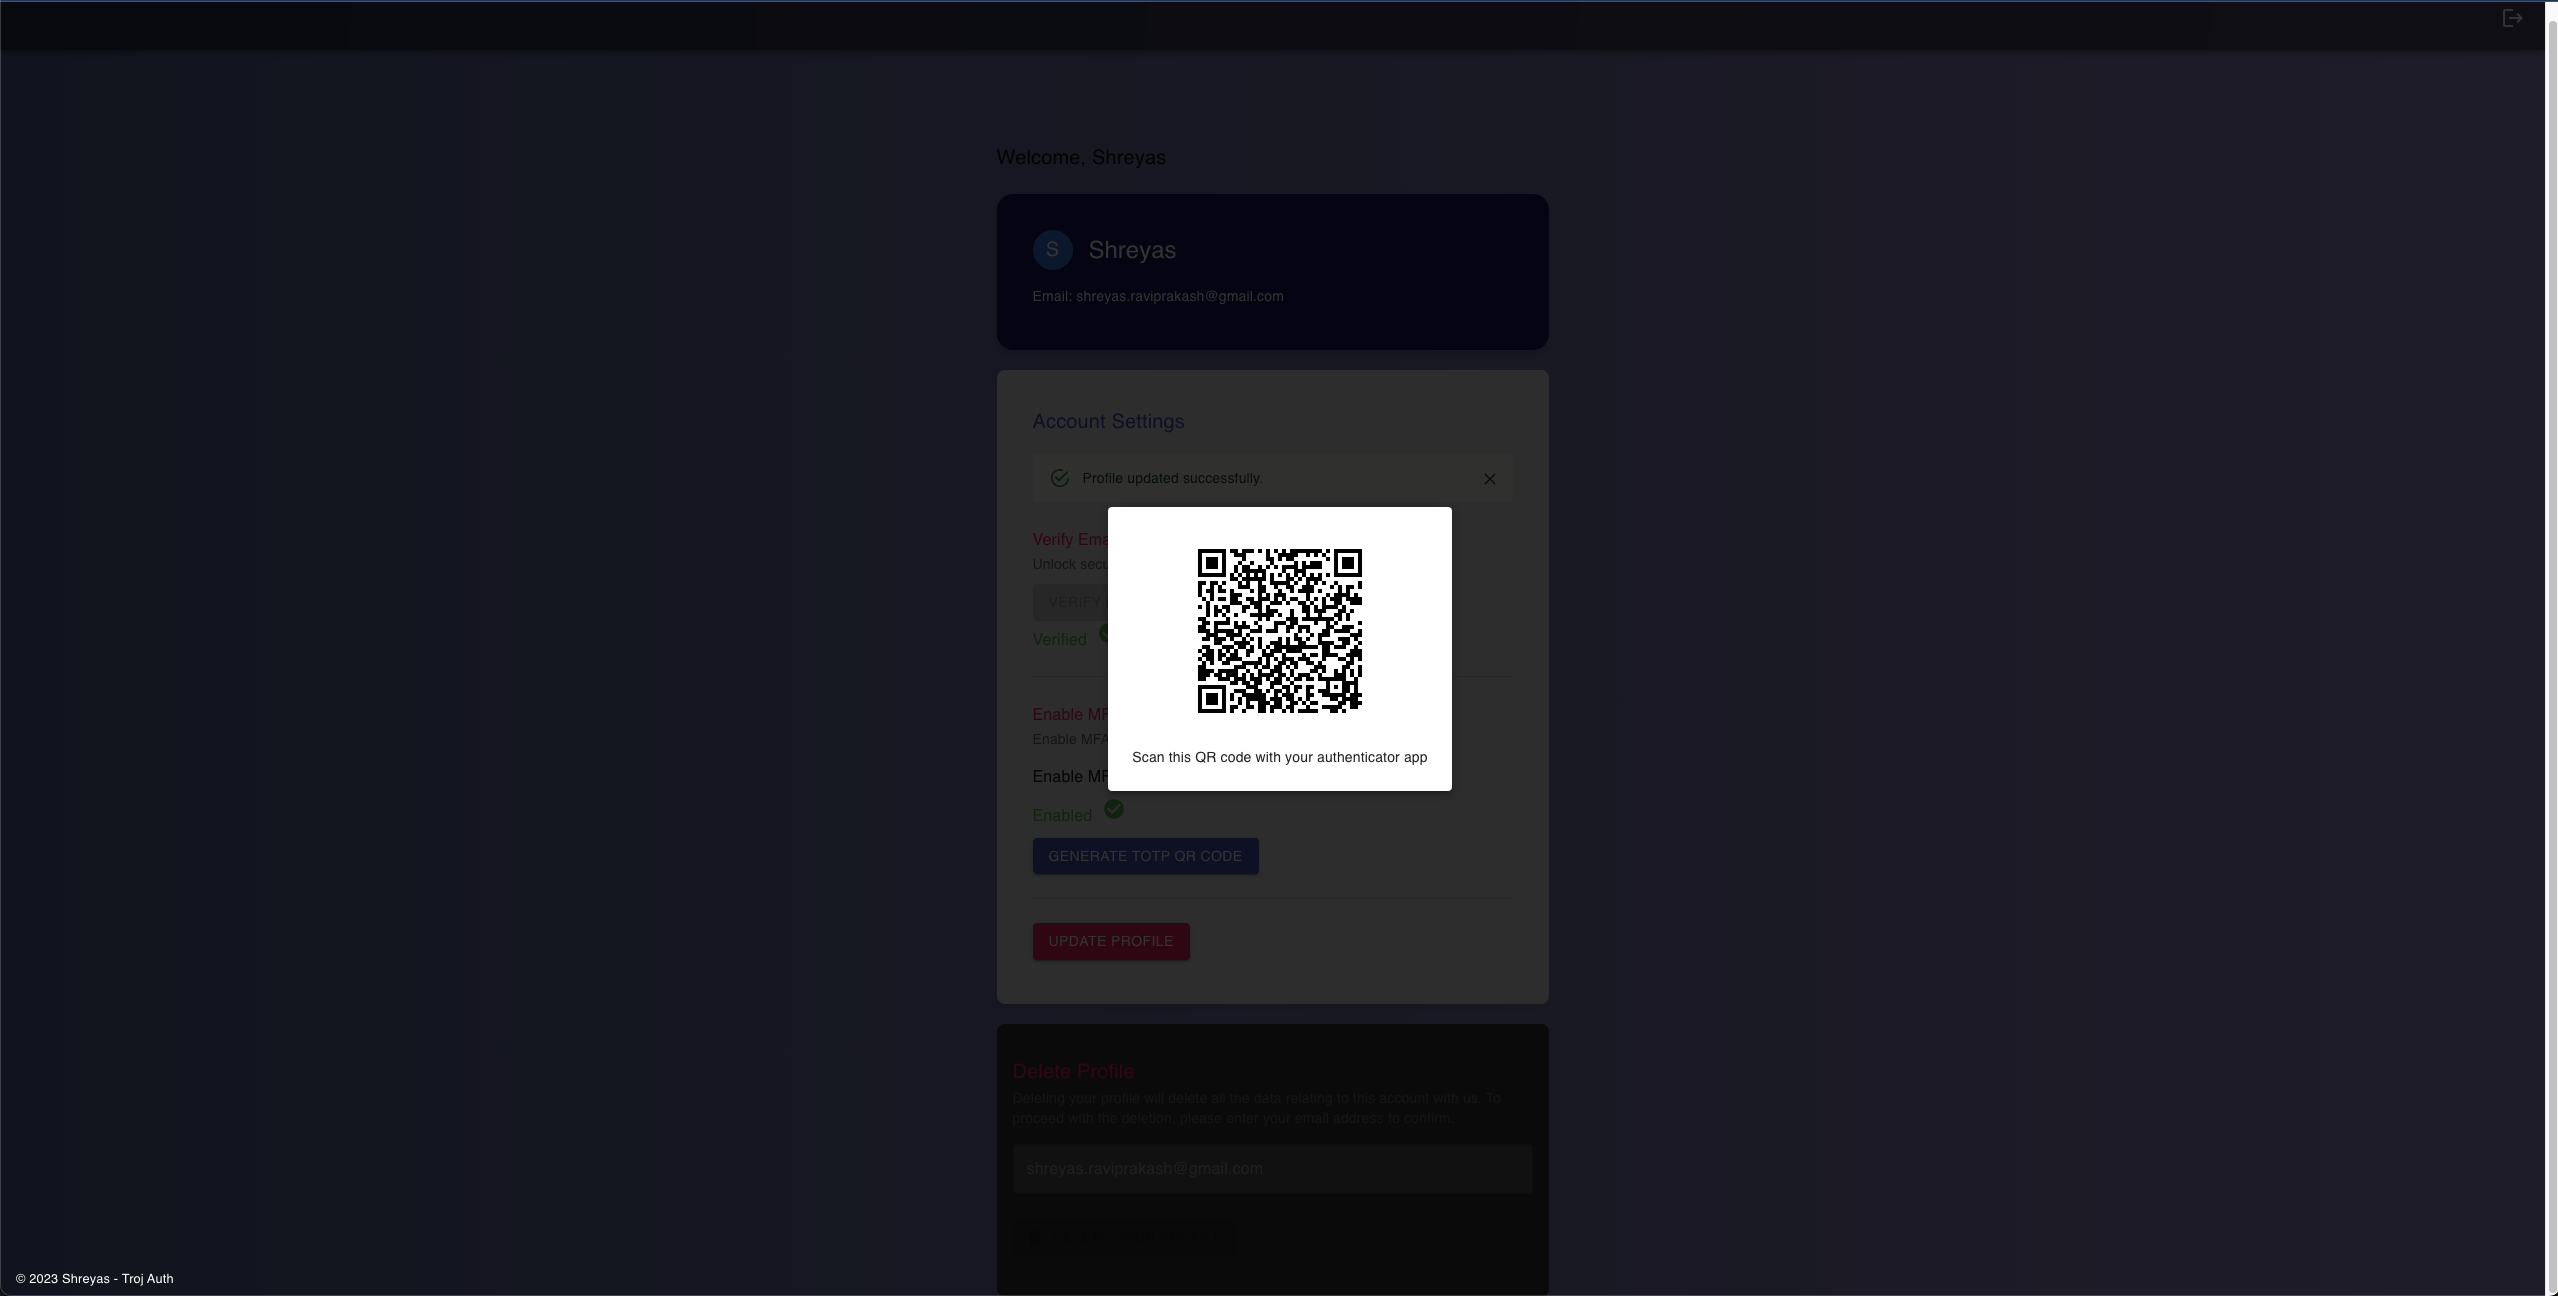 Welcome, Shreyas
S
Shreyas
Email: shreyas.raviprakash@gmail.com
Account Settings
Profile updated successfully.
Verify Ema
Unlock secu
VERIFY
Verified
Scan this QR code with your authenticator app
Enable MF
Enable MFA
Enable MF
Enabled
GENERATE TOTP QR CODE
UPDATE PROFILE
Delete Profile
Deleting your profile will delete all the data relating to this account with us. To
proceed with the deletion, please enter your email address to confirm.
shreyas.raviprakash@gmail.com
© 2023 Shreyas - Troj Auth